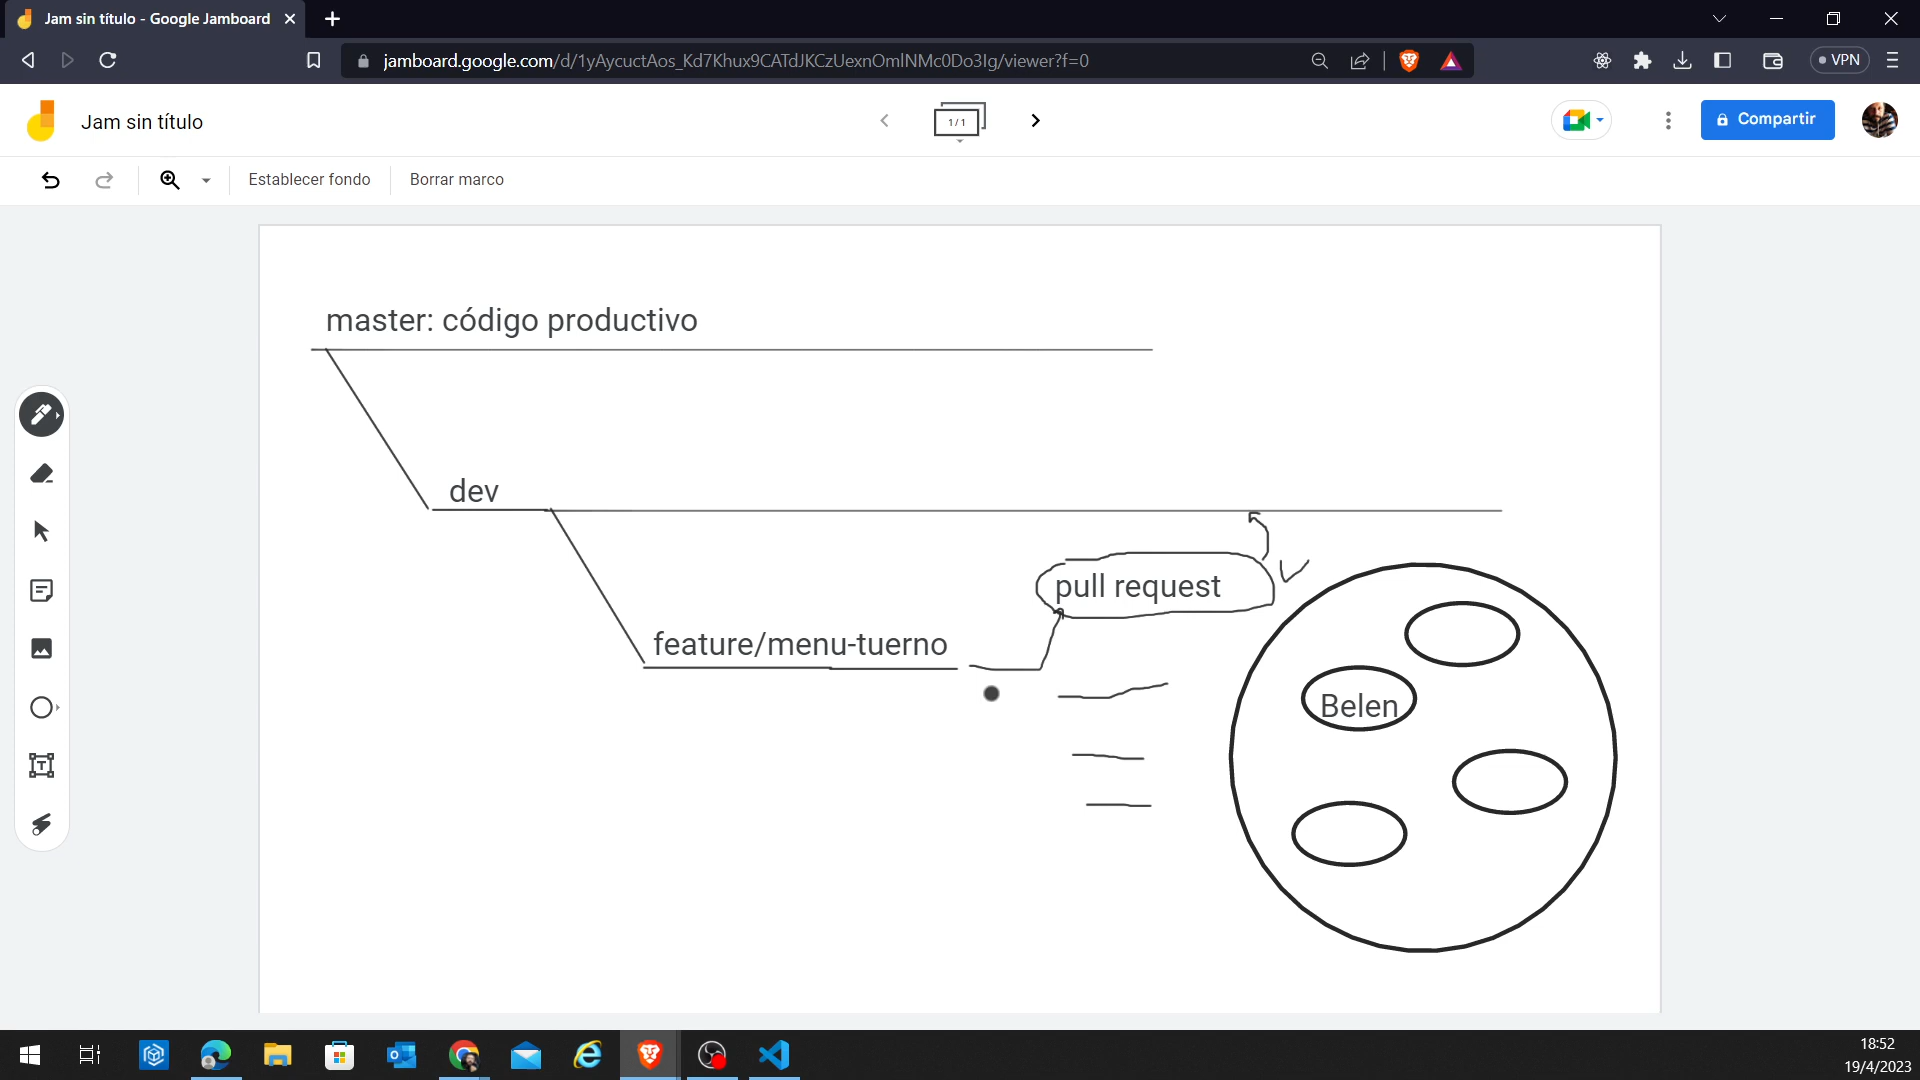 Jam sin título - Google Jamboard
jamboard.google.com/d/1yAycuctAos_Kd7Khux9CATdJKCzUexnOmlNMc0Do3Ig/viewer?f=0
VPN
Jam sin título
1 / 1
Compartir
Establecer fondo
Borrar marco
master: código productivo
dev
pull request
feature/menu-tuerno
Belen
18:52
19/4/2023